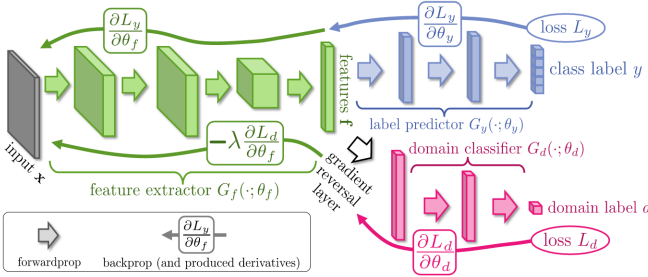 ∂L_y/∂θ_f
∂L_y/∂θ_y
loss L_y
class label y
features f
label predictor G_y(·;θ_y)
−λ ∂L_d/∂θ_f
input x
feature extractor G_f(·;θ_f)
gradient
reversal
layer
domain classifier G_d(·;θ_d)
domain label d
∂L_d/∂θ_d
loss L_d
∂L_y/∂θ_f
forwardprop
backprop (and produced derivatives)